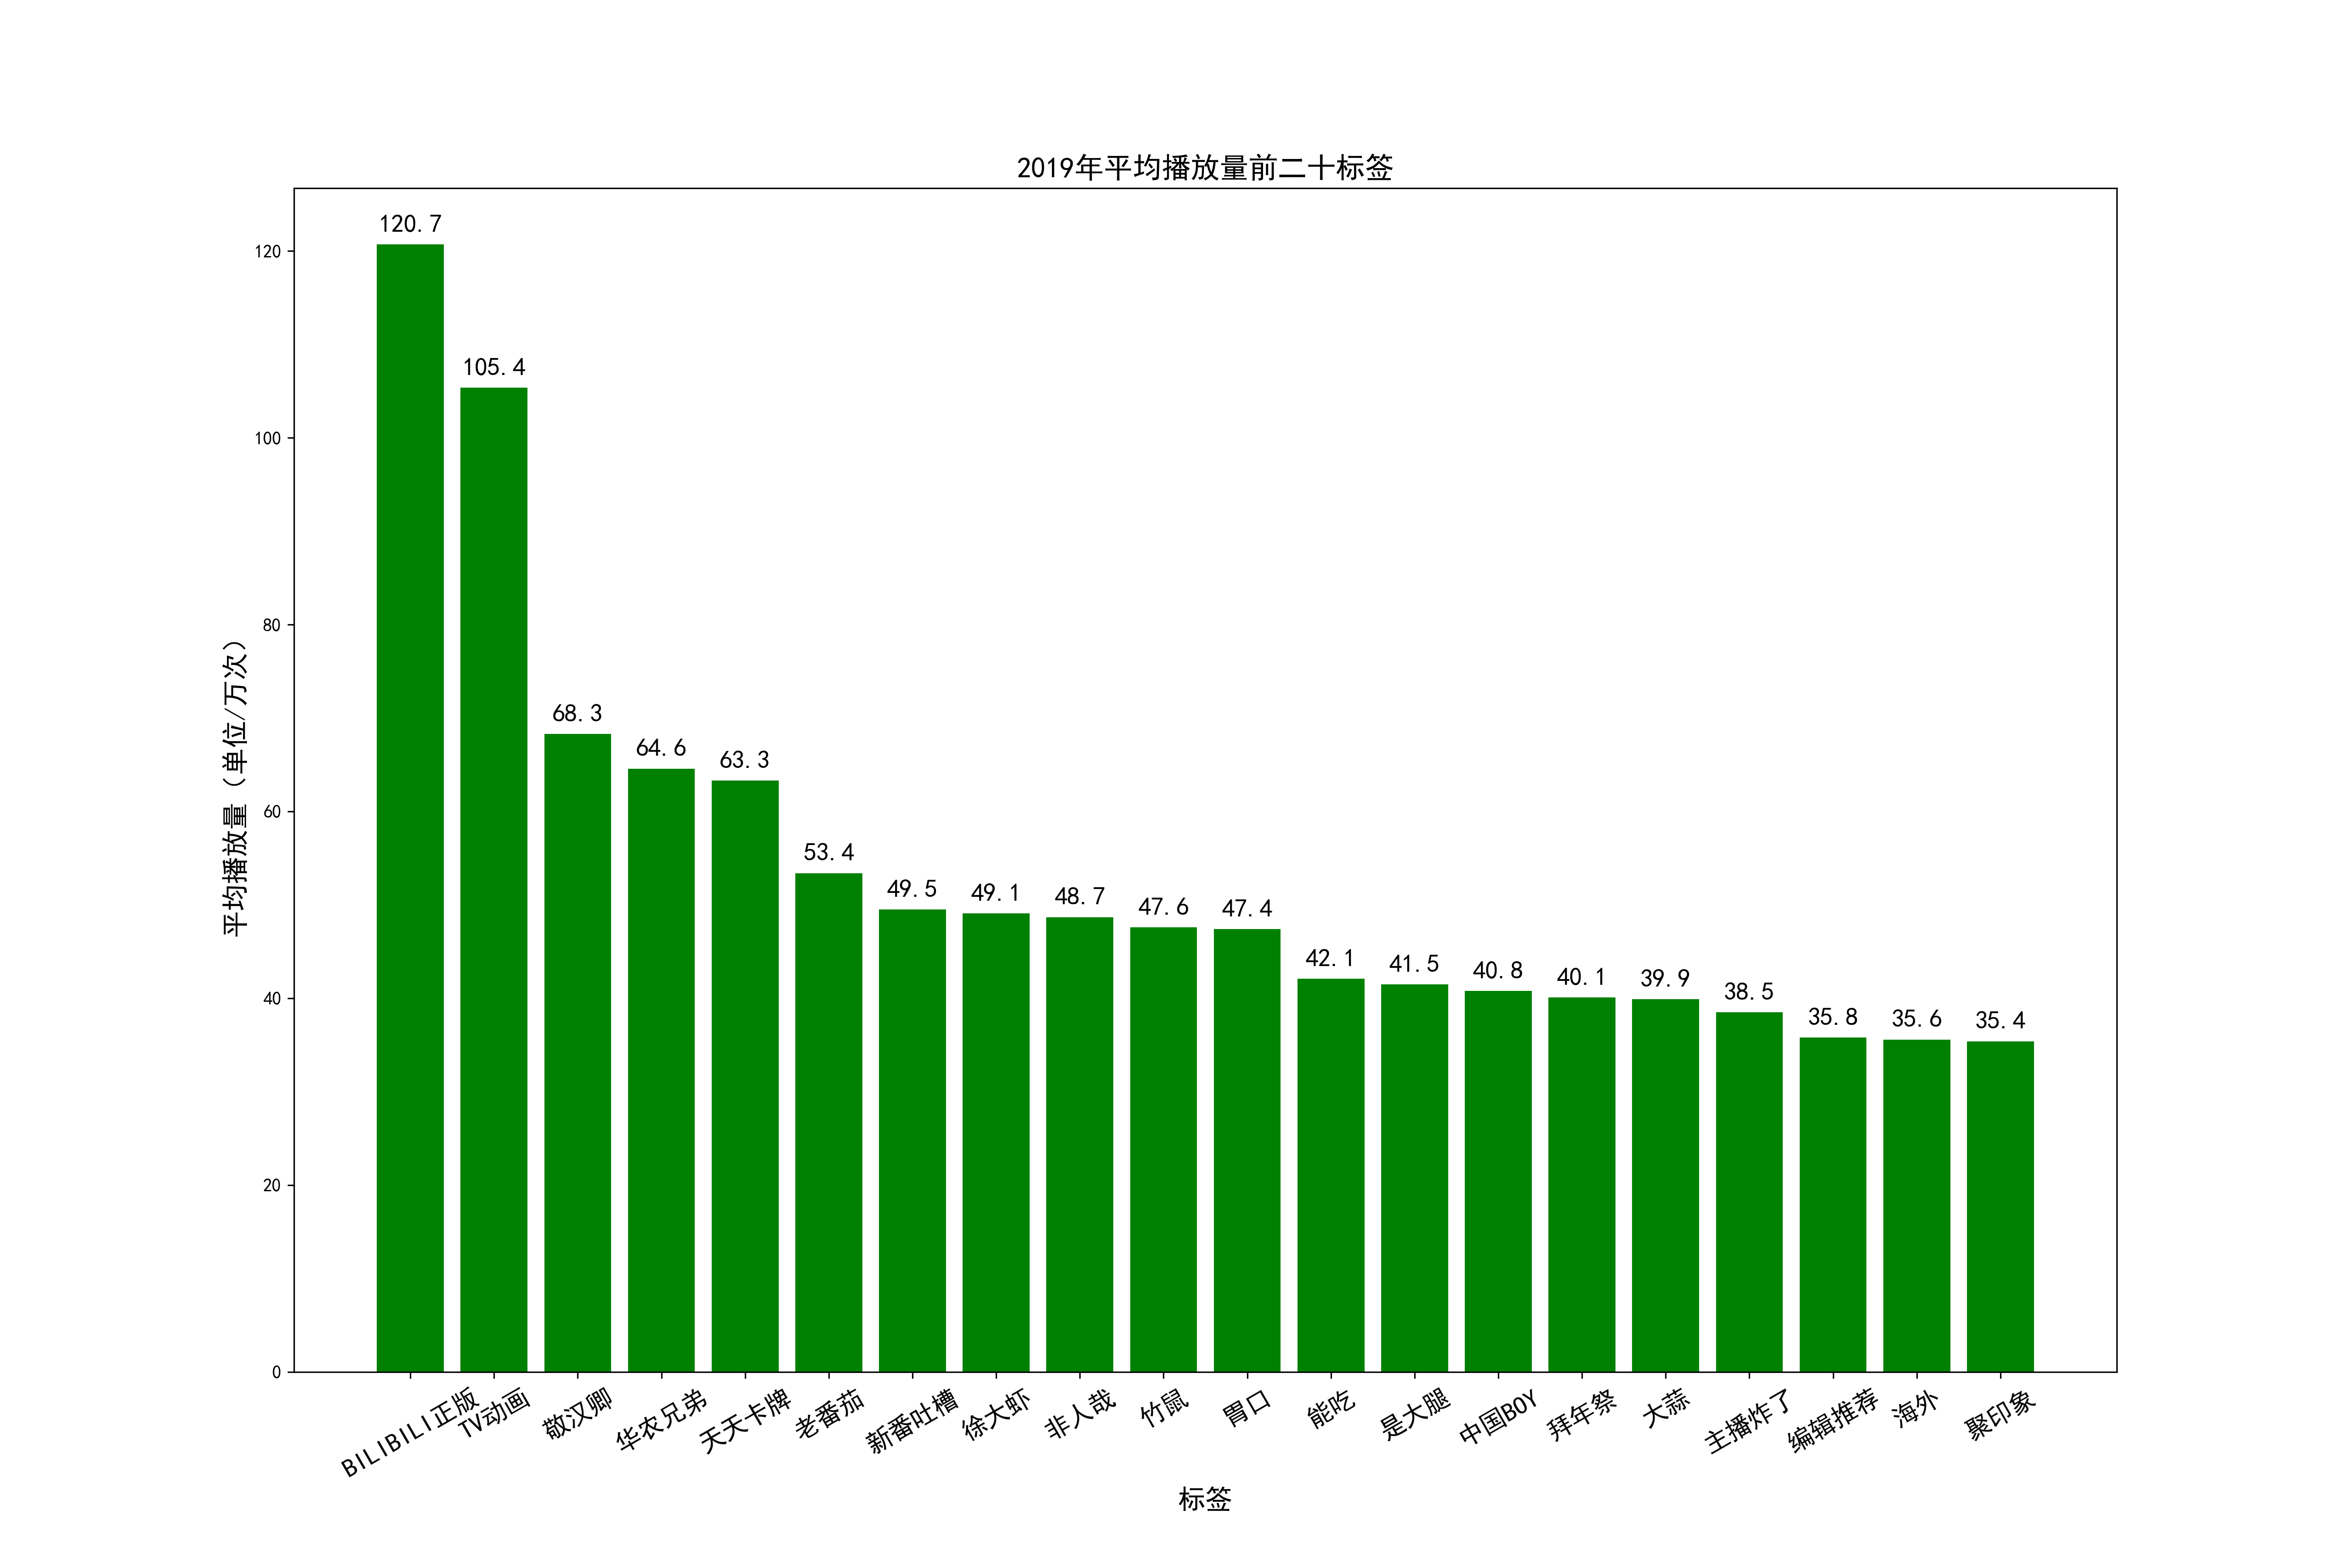 2019年平均播放量前二十标签
平均播放量（单位/万次）
120
100
80
60
40
20
0
120.7
105.4
68.3
64.6
63.3
53.4
49.5
49.1
48.7
47.6
47.4
42.1
41.5
40.8
40.1
39.9
38.5
35.8
35.6
35.4
BILIBILI正版
TV动画
敬汉卿
华农兄弟
天天卡牌
老番茄
新番吐槽
徐大虾
非人哉
竹鼠
胃口
能吃
是大腿
中国BOY
拜年祭
大蒜
主播炸了
编辑推荐
海外
聚印象
标签